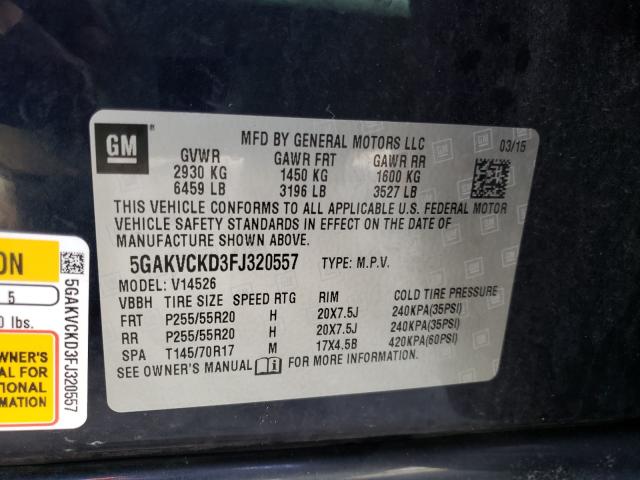 GM
MFD BY GENERAL MOTORS LLC 03/15
GVWR GAWR FRT GAWR RR
2930 KG 1450 KG 1600 KG
6459 LB 3196 LB 3527 LB
THIS VEHICLE CONFORMS TO ALL APPLICABLE U.S. FEDERAL MOTOR
VEHICLE SAFETY STANDARDS IN EFFECT ON THE DATE OF
MANUFACTURE SHOWN ABOVE.
5GAKVCKD3FJ320557 TYPE: M.P.V.
MODEL: V14526
VBBH TIRE SIZE SPEED RTG RIM COLD TIRE PRESSURE
FRT P255/55R20 H 20X7.5J 240KPA(35PSI)
RR P255/55R20 H 20X7.5J 240KPA(35PSI)
SPA T145/70R17 M 17X4.5B 420KPA(60PSI)
SEE OWNER'S MANUAL FOR MORE INFORMATION
ON
5
0 lbs.
OWNER'S
AL FOR
TIONAL
RMATION
5GAKVCKD3FJ320557